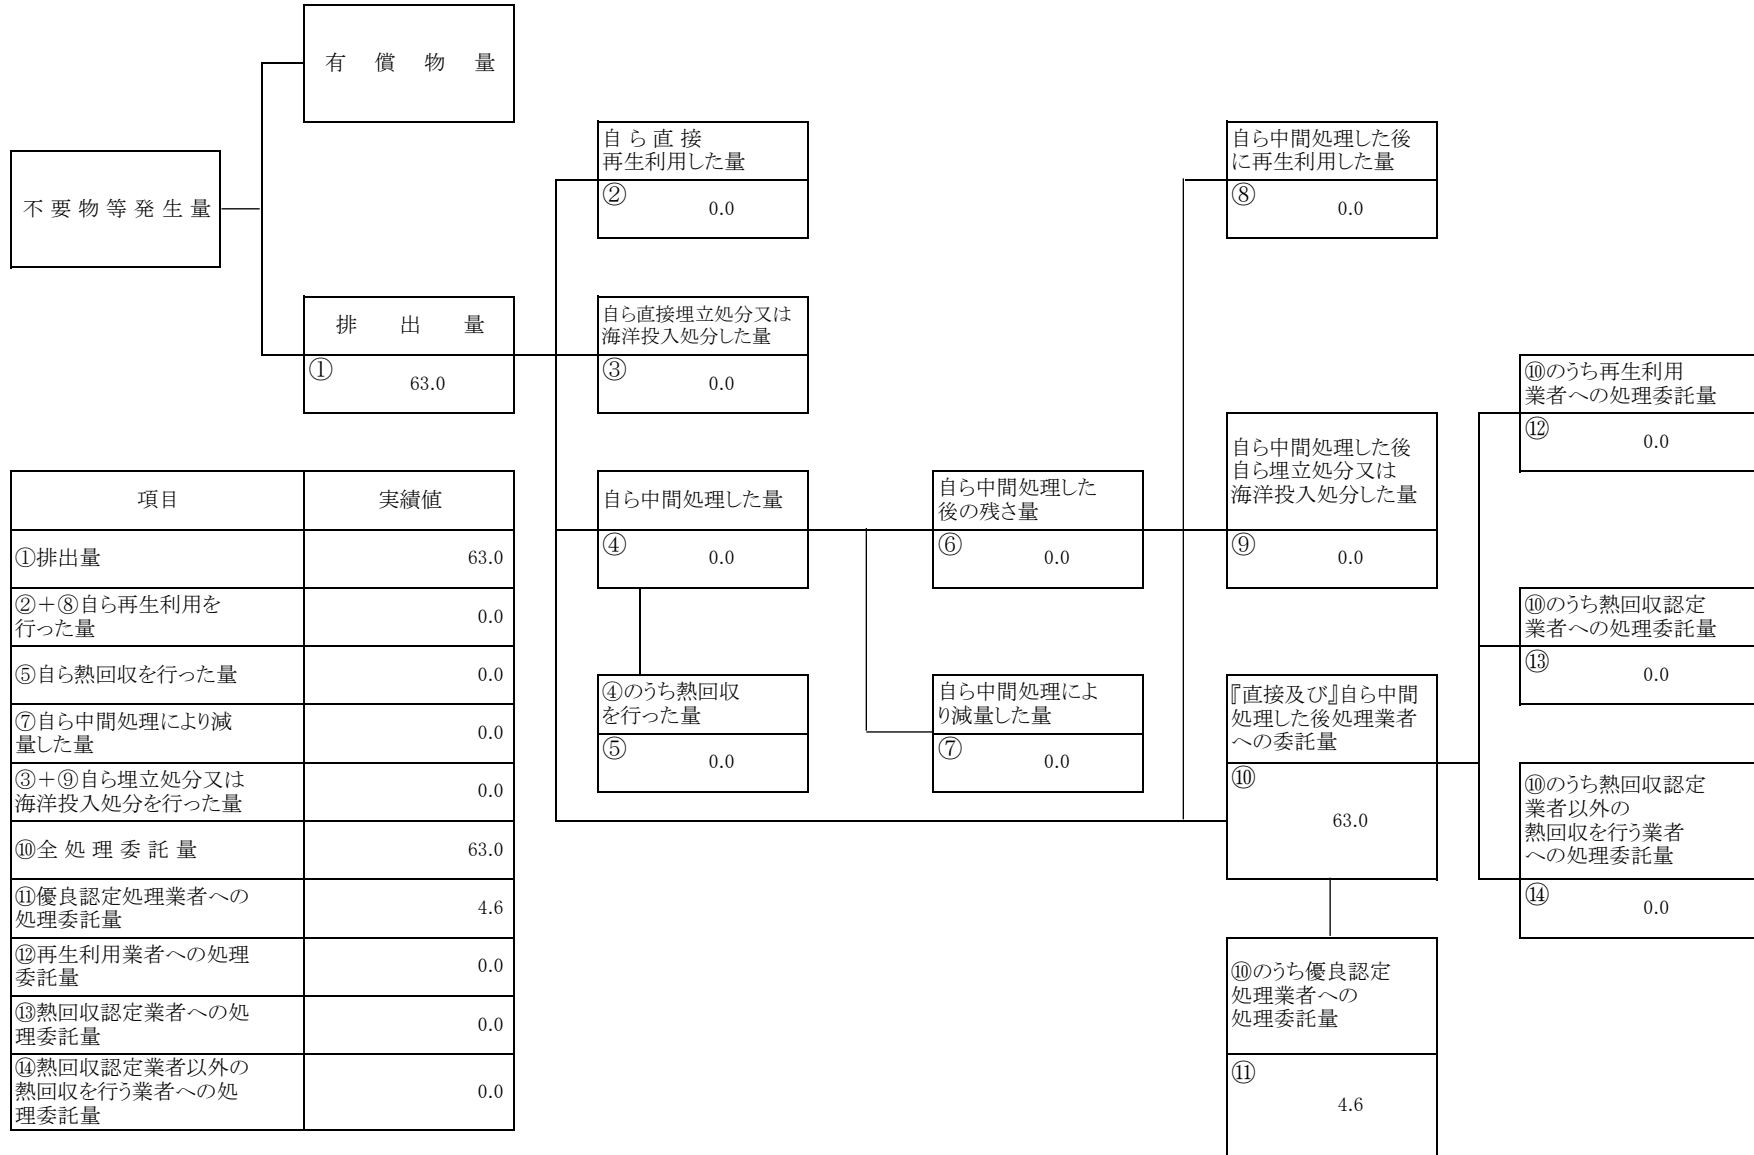 有償物量
不要物等発生量
排出量
①
63.0
自ら直接
再生利用した量
②
0.0
自ら直接埋立処分又は
海洋投入処分した量
③
0.0
自ら中間処理した量
④
0.0
④のうち熱回収
を行った量
⑤
0.0
自ら中間処理した
後の残さ量
⑥
0.0
自ら中間処理によ
り減量した量
⑦
0.0
自ら中間処理した後
に再生利用した量
⑧
0.0
自ら中間処理した後
自ら埋立処分又は
海洋投入処分した量
⑨
0.0
『直接及び』自ら中間
処理した後処理業者
への委託量
⑩
63.0
⑩のうち優良認定
処理業者への
処理委託量
⑪
4.6
⑩のうち再生利用
業者への処理委託量
⑫
0.0
⑩のうち熱回収認定
業者への処理委託量
⑬
0.0
⑩のうち熱回収認定
業者以外の
熱回収を行う業者
への処理委託量
⑭
0.0
項目 実績値
①排出量 63.0
②+⑧自ら再生利用を
行った量 0.0
⑤自ら熱回収を行った量 0.0
⑦自ら中間処理により減
量した量 0.0
③+⑨自ら埋立処分又は
海洋投入処分を行った量 0.0
⑩全処理委託量 63.0
⑪優良認定処理業者への
処理委託量 4.6
⑫再生利用業者への処理
委託量 0.0
⑬熱回収認定業者への処
理委託量 0.0
⑭熱回収認定業者以外の
熱回収を行う業者への処
理委託量 0.0